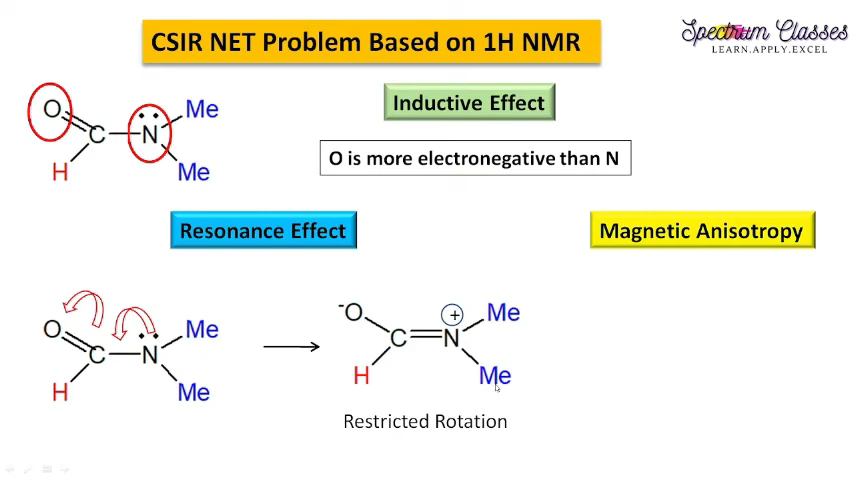 Spectrum Classes
LEARN.APPLY.EXCEL
CSIR NET Problem Based on 1H NMR
O
Me
C
N
H
Me
Inductive Effect
O is more electronegative than N
Resonance Effect
Magnetic Anisotropy
O
Me
C
N
H
Me
-O
+
Me
C
N
H
Me
Restricted Rotation